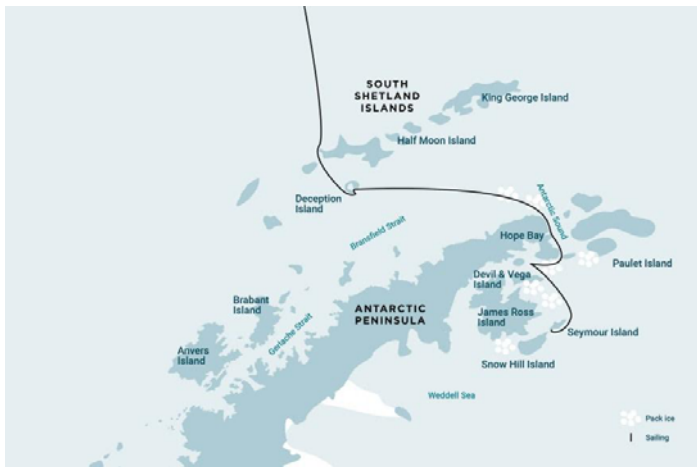 SOUTH
SHETLAND
ISLANDS
King George Island
Half Moon Island
Deception
Island
Antarctic Sound
Bransfield Strait
Hope Bay
Paulet Island
Devil & Vega
Island
Brabant
Island
ANTARCTIC
PENINSULA
James Ross
Island
Seymour Island
Gerlache Strait
Anvers
Island
Snow Hill Island
Weddell Sea
Pack ice
Sailing